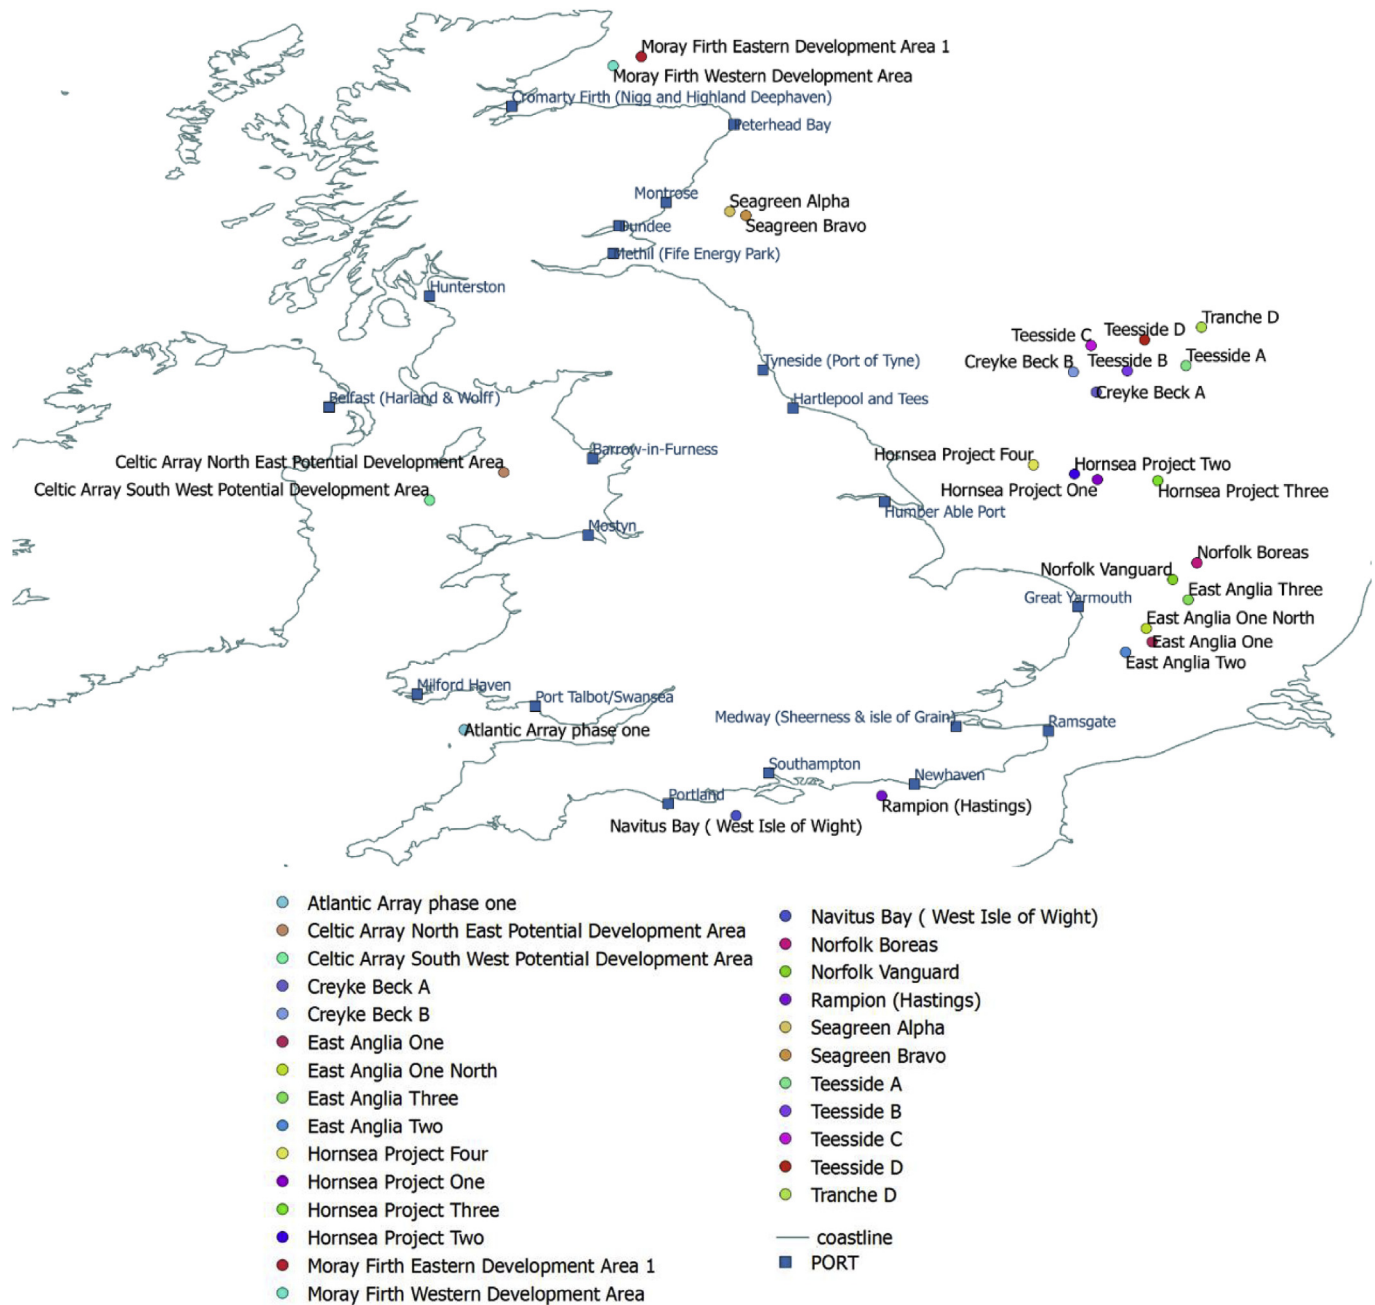 Moray Firth Eastern Development Area 1
Moray Firth Western Development Area
Cromarty Firth (Nigg and Highland Deephaven)
Peterhead Bay
Montrose
Seagreen Alpha
Dundee
Seagreen Bravo
Methil (Fife Energy Park)
Hunterston
Tranche D
Teesside C
Teesside D
Tyneside (Port of Tyne)
Creyke Beck B
Teesside B
Teesside A
Creyke Beck A
Belfast (Harland & Wolff)
Hartlepool and Tees
Barrow-in-Furness
Hornsea Project Four
Celtic Array North East Potential Development Area
Hornsea Project Two
Celtic Array South West Potential Development Area
Hornsea Project One
Hornsea Project Three
Humber Able Port
Mostyn
Norfolk Boreas
Norfolk Vanguard
East Anglia Three
Great Yarmouth
East Anglia One North
East Anglia One
East Anglia Two
Milford Haven
Port Talbot/Swansea
Medway (Sheerness & isle of Grain)
Ramsgate
Atlantic Array phase one
Southampton
Newhaven
Portland
Rampion (Hastings)
Navitus Bay ( West Isle of Wight)
Atlantic Array phase one
Celtic Array North East Potential Development Area
Celtic Array South West Potential Development Area
Creyke Beck A
Creyke Beck B
East Anglia One
East Anglia One North
East Anglia Three
East Anglia Two
Hornsea Project Four
Hornsea Project One
Hornsea Project Three
Hornsea Project Two
Moray Firth Eastern Development Area 1
Moray Firth Western Development Area
Navitus Bay ( West Isle of Wight)
Norfolk Boreas
Norfolk Vanguard
Rampion (Hastings)
Seagreen Alpha
Seagreen Bravo
Teesside A
Teesside B
Teesside C
Teesside D
Tranche D
coastline
PORT